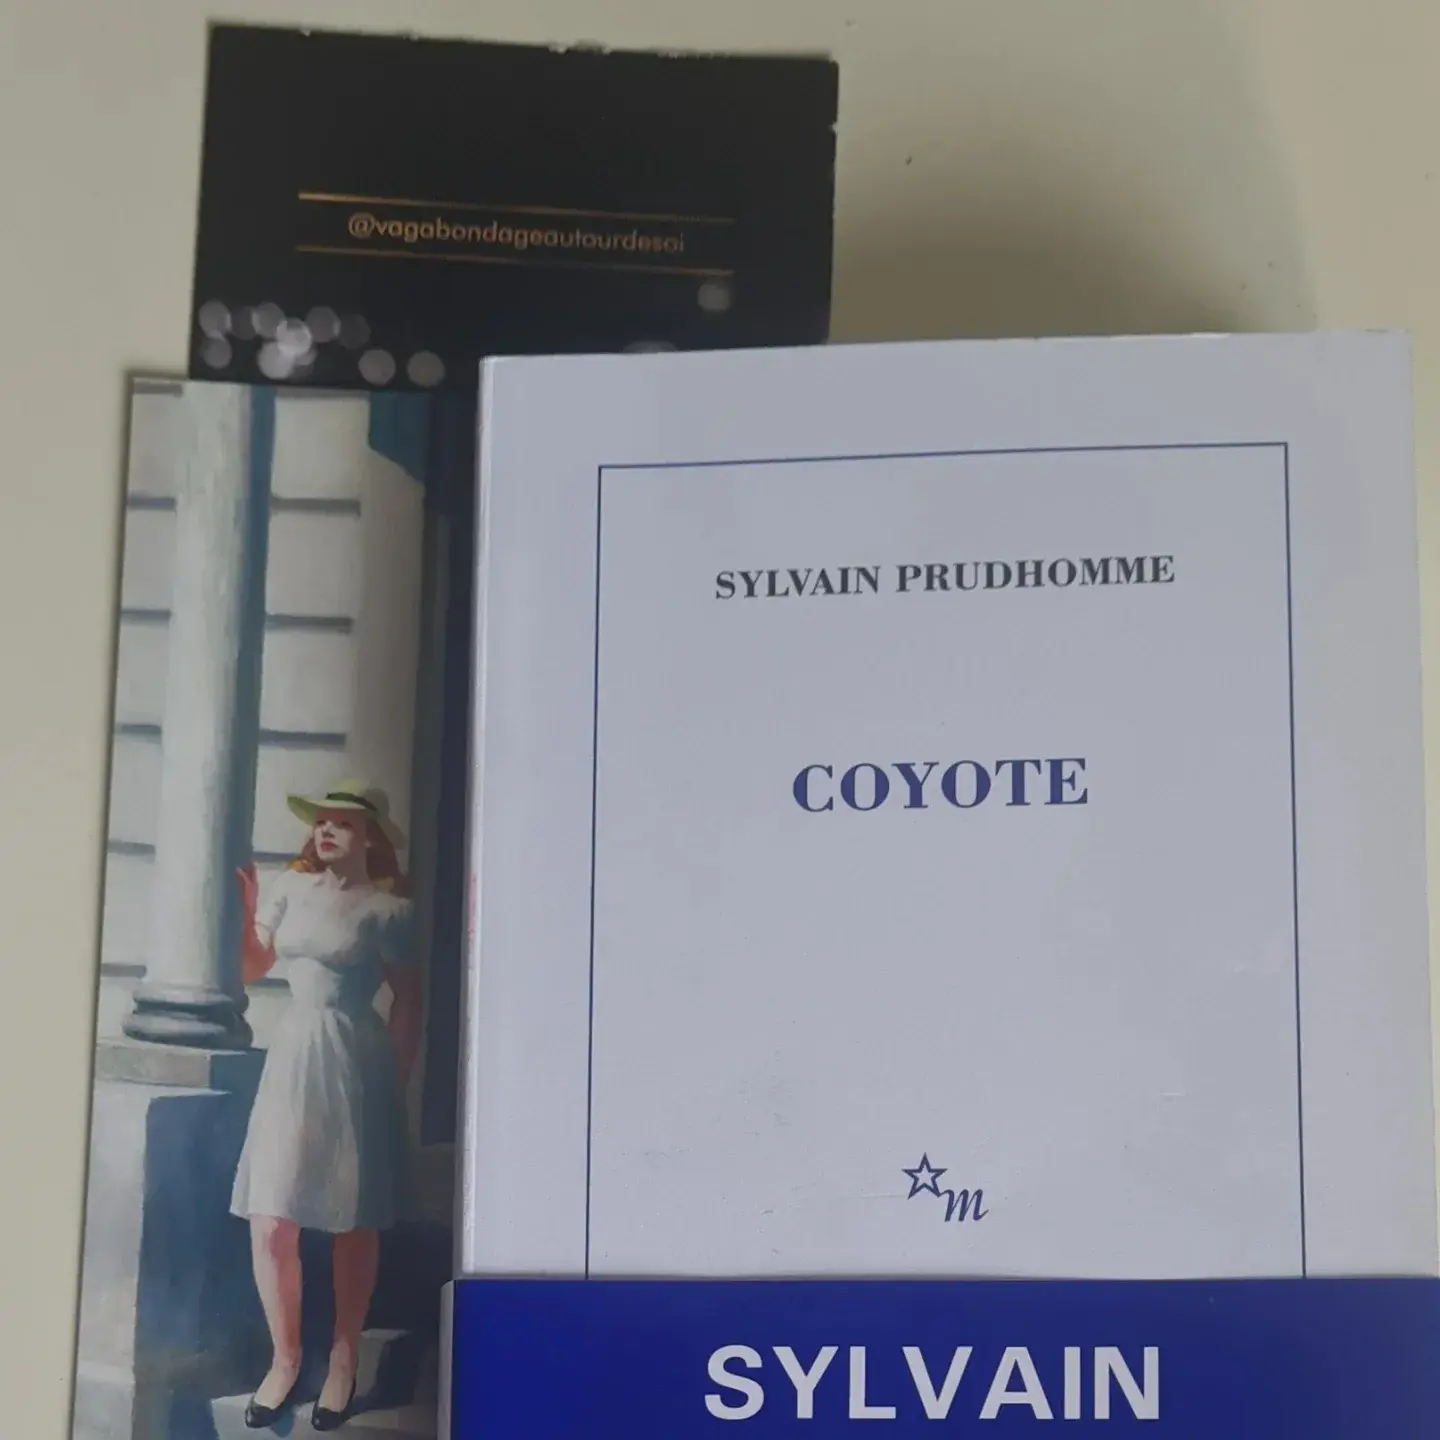 @vagabondageautourdesoi
SYLVAIN PRUDHOMME
COYOTE
m
SYLVAIN